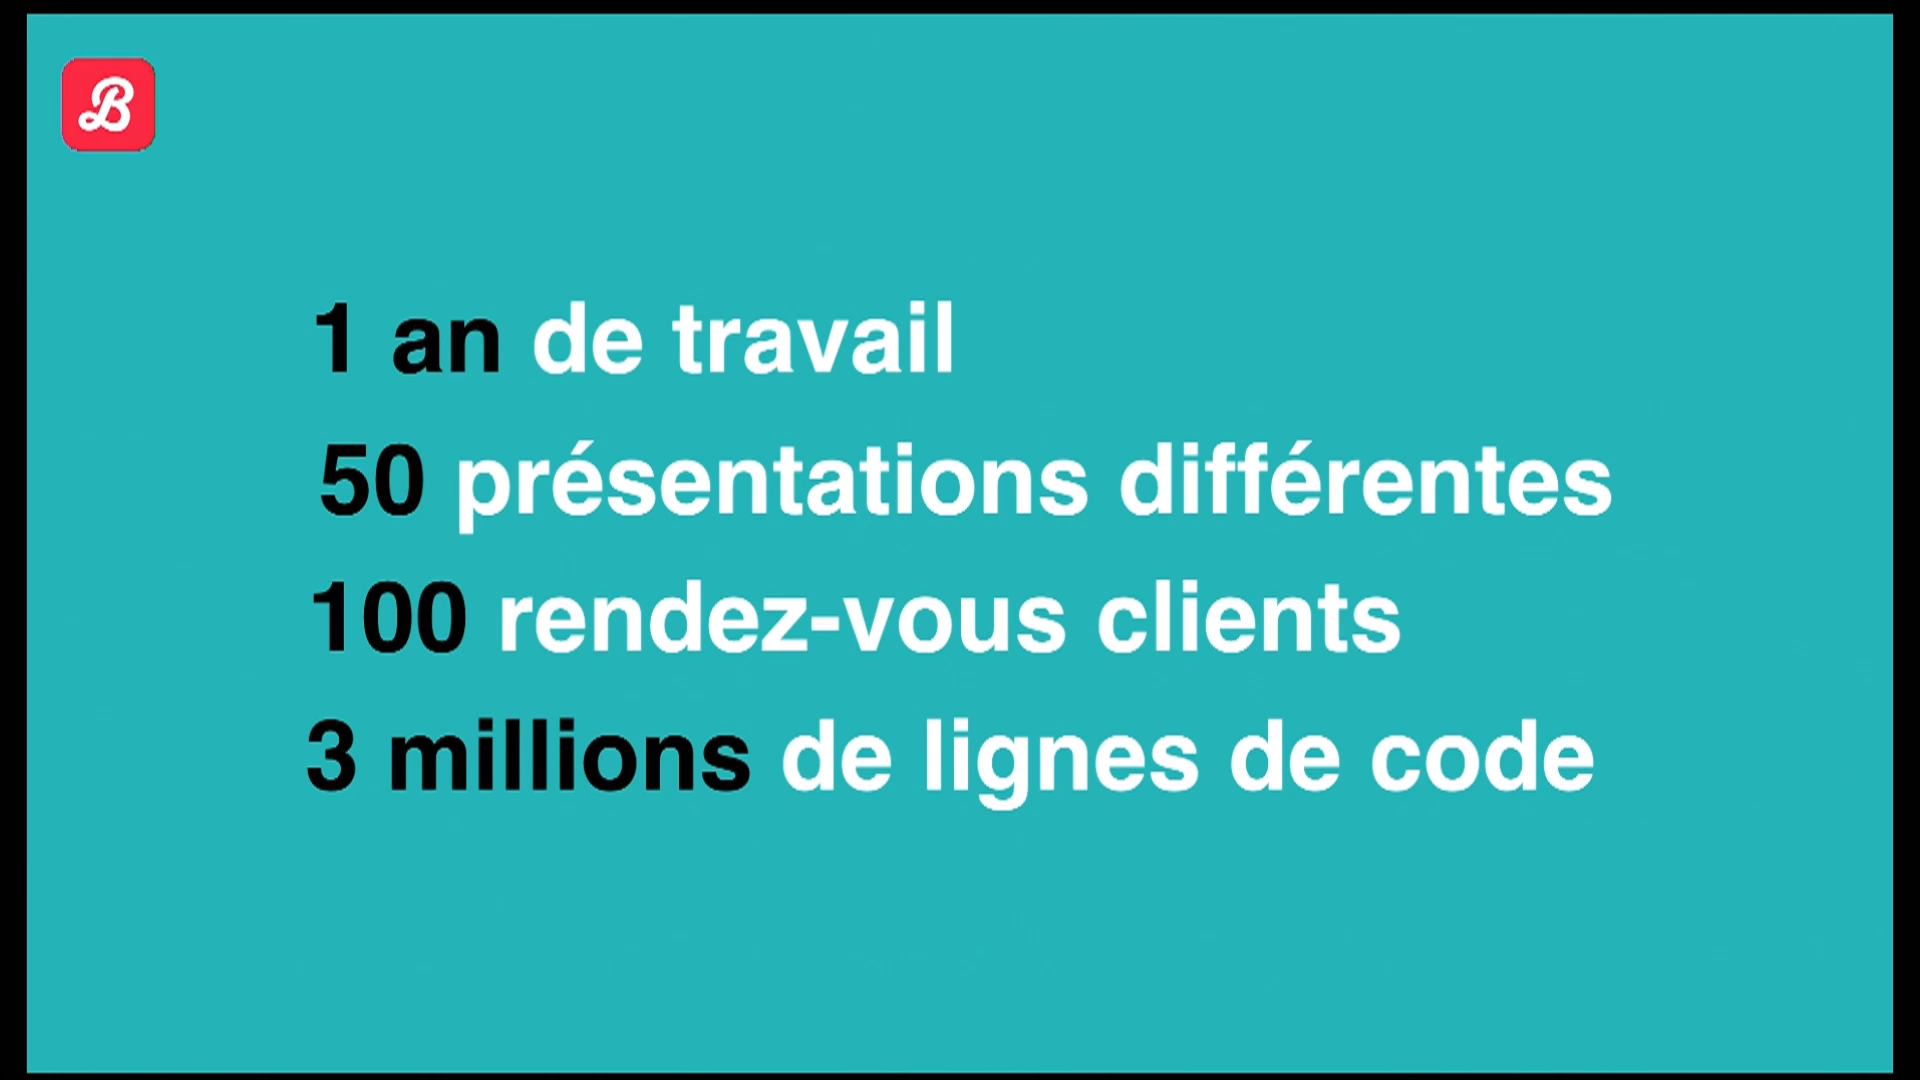 B
1 an de travail
50 présentations différentes
100 rendez-vous clients
3 millions de lignes de code